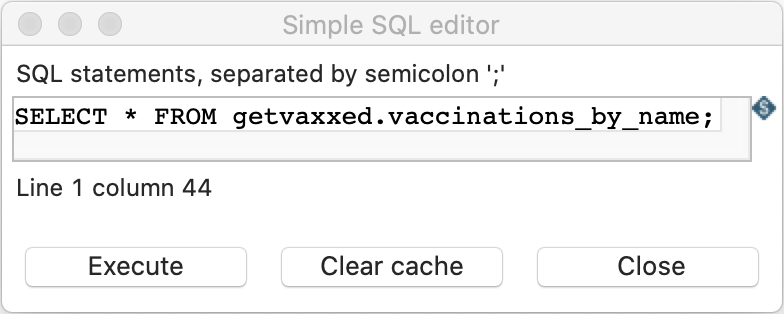 Simple SQL editor
SQL statements, separated by semicolon ';'
SELECT * FROM getvaxxed.vaccinations_by_name;
Line 1 column 44
Execute Clear cache Close